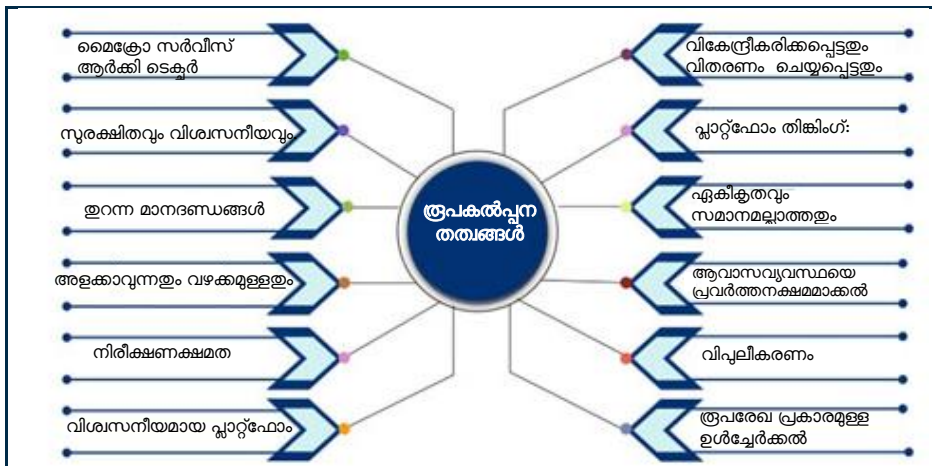 മൈക്രോ സർവീസ്
ആർക്കി ടെക്ചർ
സുരക്ഷിതവും വിശ്വസനീയവും
തുറന്ന മാനദണ്ഡങ്ങൾ
അളക്കാവുന്നതും വഴക്കമുള്ളതും
നിരീക്ഷണക്ഷമത
വിശ്വസനീയമായ പ്ലാറ്റ്ഫോം
രൂപകൽപ്പന
തത്വങ്ങൾ
വികേന്ദ്രീകരിക്കപ്പെട്ടതും
വിതരണം ചെയ്യപ്പെട്ടതും
പ്ലാറ്റ്ഫോം തിങ്കിംഗ്:
ഏകീകൃതവും
സമാനമല്ലാത്തതും
ആവാസവ്യവസ്ഥയെ
പ്രവർത്തനക്ഷമമാക്കൽ
വിപുലീകരണം
രൂപരേഖ പ്രകാരമുള്ള
ഉൾച്ചേർക്കൽ